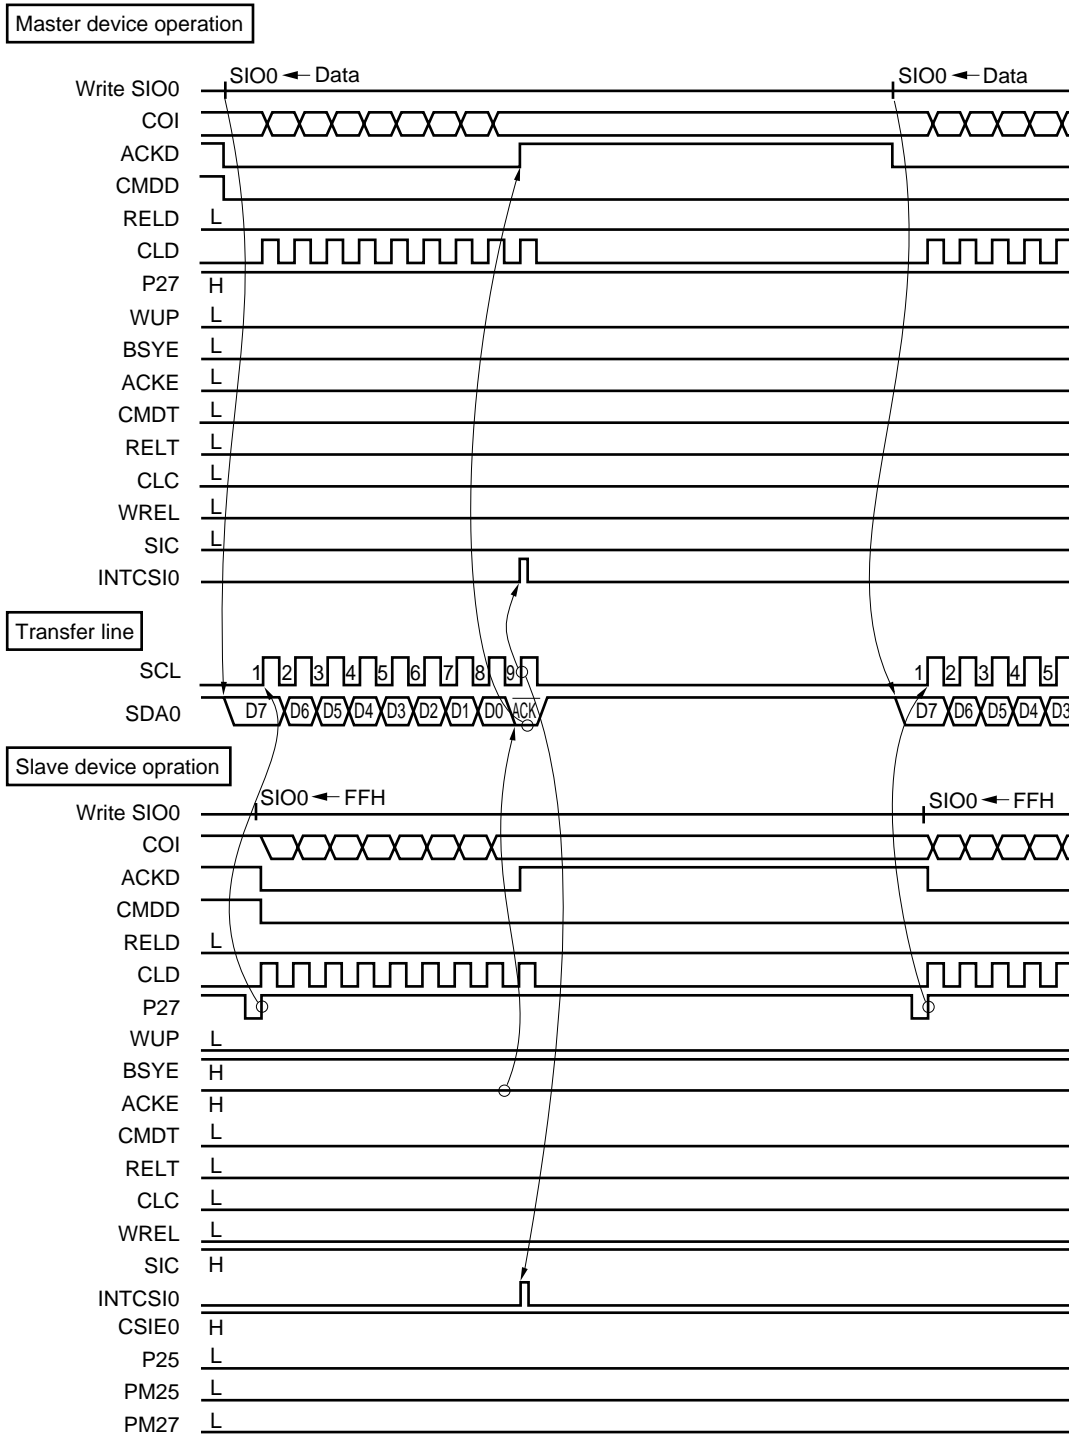 Master device operation
SIO0 ← Data SIO0 ← Data
Write SIO0
COI
ACKD
CMDD
RELD L
CLD
P27 H
WUP L
BSYE L
ACKE L
CMDT L
RELT L
CLC L
WREL L
SIC L
INTCSI0
Transfer line
SCL 1 2 3 4 5 6 7 8 9 1 2 3 4 5
SDA0 D7 D6 D5 D4 D3 D2 D1 D0 ACK D7 D6 D5 D4 D3
Slave device opration
SIO0 ← FFH SIO0 ← FFH
Write SIO0
COI
ACKD
CMDD
RELD L
CLD
P27
WUP L
BSYE H
ACKE H
CMDT L
RELT L
CLC L
WREL L
SIC H
INTCSI0
CSIE0 H
P25 L
PM25 L
PM27 L